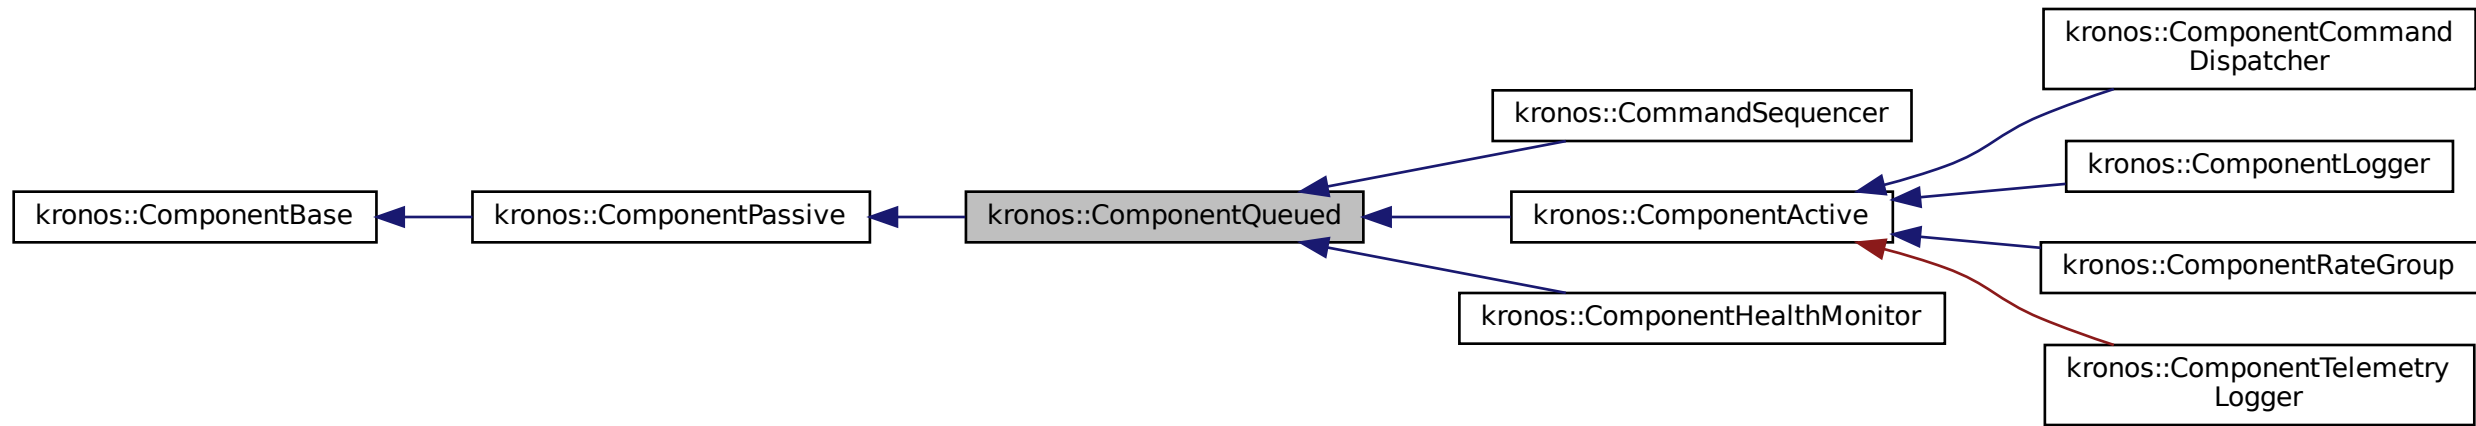 kronos::ComponentBase
kronos::ComponentPassive
kronos::ComponentQueued
kronos::CommandSequencer
kronos::ComponentActive
kronos::ComponentHealthMonitor
kronos::ComponentCommand
Dispatcher
kronos::ComponentLogger
kronos::ComponentRateGroup
kronos::ComponentTelemetry
Logger